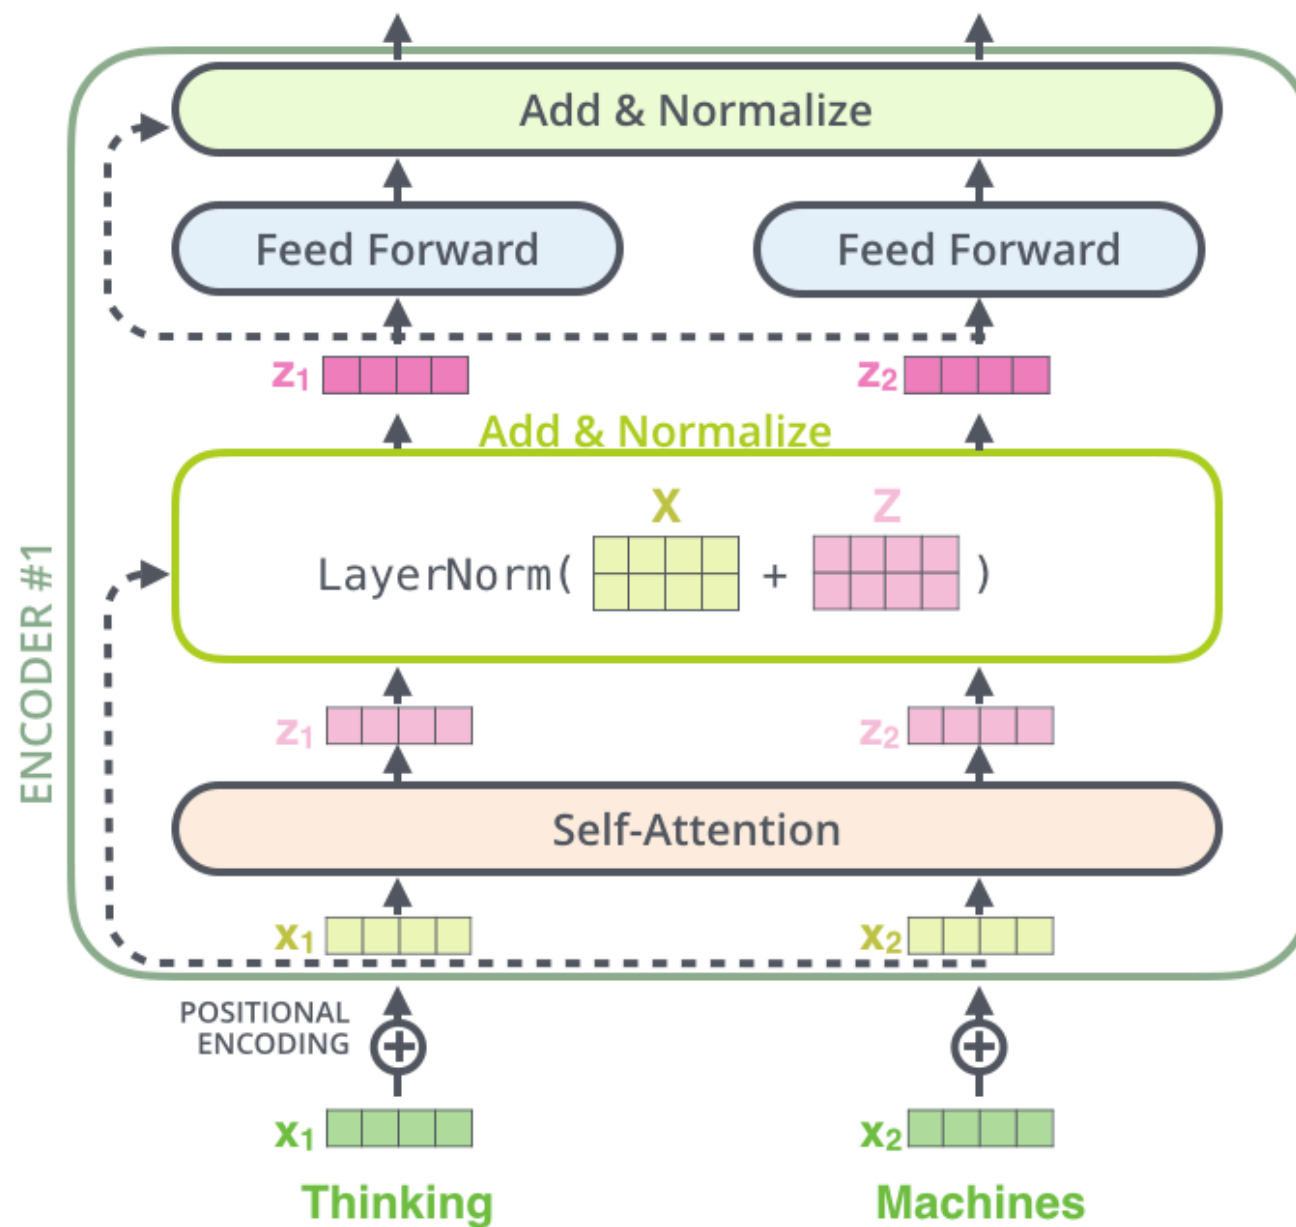 Add & Normalize
Feed Forward Feed Forward
z1 z2
Add & Normalize
X Z
LayerNorm( + )
ENCODER #1
z1 z2
Self-Attention
x1 x2
POSITIONAL
ENCODING
x1 x2
Thinking Machines